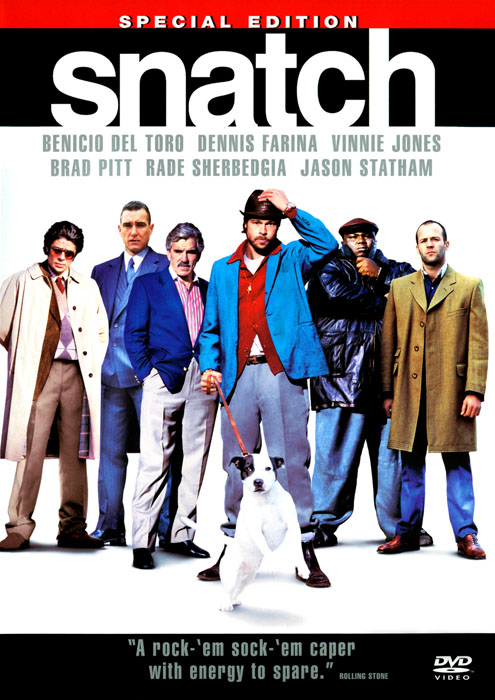 SPECIAL EDITION
snatch
BENICIO DEL TORO DENNIS FARINA VINNIE JONES
BRAD PITT RADE SHERBEDGIA JASON STATHAM
"A rock-'em sock-'em caper
with energy to spare."
ROLLING STONE
DVD
VIDEO